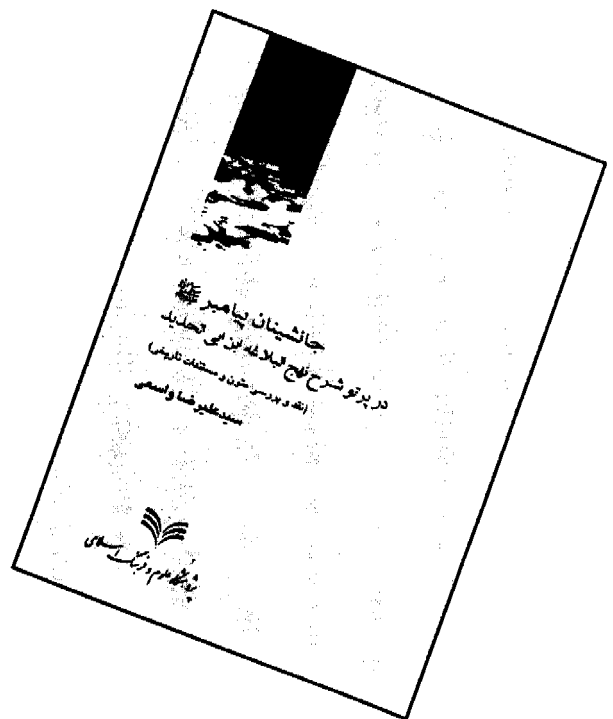 جانشینان پیامبر ﷺ
در پرتو شرح نهج البلاغه ابن ابی الحدید
(نقد و بررسی متون و مستندات تاریخی)
سیدعلیرضا واسعی
پژوهشگاه علوم و فرهنگ اسلامی